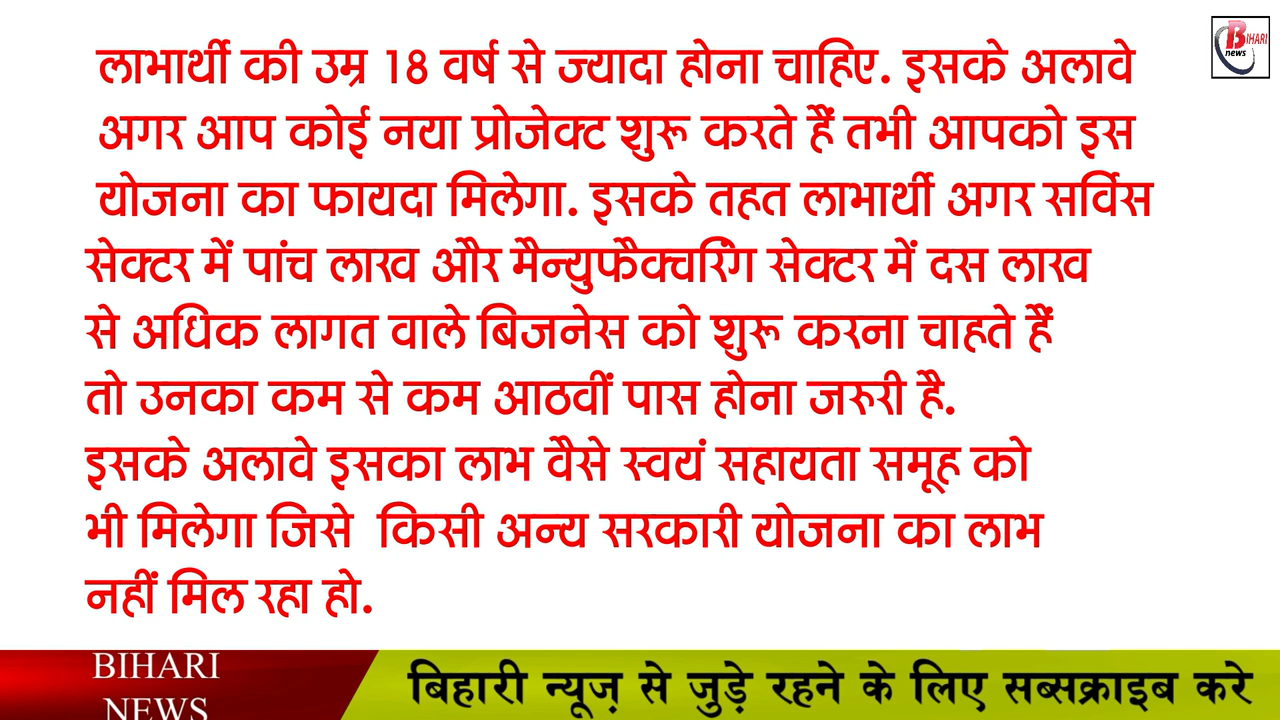 लाभार्थी की उम्र 18 वर्ष से ज्यादा होना चाहिए. इसके अलावे
अगर आप कोई नया प्रोजेक्ट शुरू करते हैं तभी आपको इस
योजना का फायदा मिलेगा. इसके तहत लाभार्थी अगर सर्विस
सेक्टर में पांच लाख और मैन्युफैक्चरिंग सेक्टर में दस लाख
से अधिक लागत वाले बिजनेस को शुरू करना चाहते हैं
तो उनका कम से कम आठवीं पास होना जरुरी है.
इसके अलावे इसका लाभ वैसे स्वयं सहायता समूह को
भी मिलेगा जिसे किसी अन्य सरकारी योजना का लाभ
नहीं मिल रहा हो.
BIHARI
news
BIHARI
NEWS
बिहारी न्यूज़ से जुड़े रहने के लिए सब्सक्राइब करे